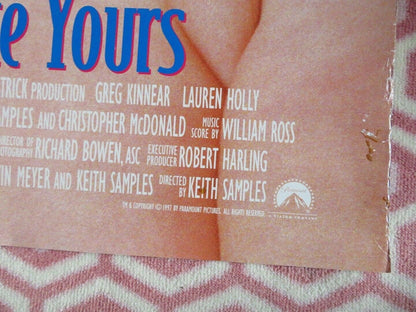 e Yours
TRICK PRODUCTION GREG KINNEAR LAUREN HOLLY
AMPLES AND CHRISTOPHER McDONALD MUSIC SCORE BY WILLIAM ROSS
DIRECTOR OF PHOTOGRAPHY RICHARD BOWEN, ASC EXECUTIVE PRODUCER ROBERT HARLING
TIN MEYER AND KEITH SAMPLES DIRECTED BY KEITH SAMPLES
TM & COPYRIGHT © 1997 BY PARAMOUNT PICTURES. ALL RIGHTS RESERVED.
Paramount
A VIACOM COMPANY